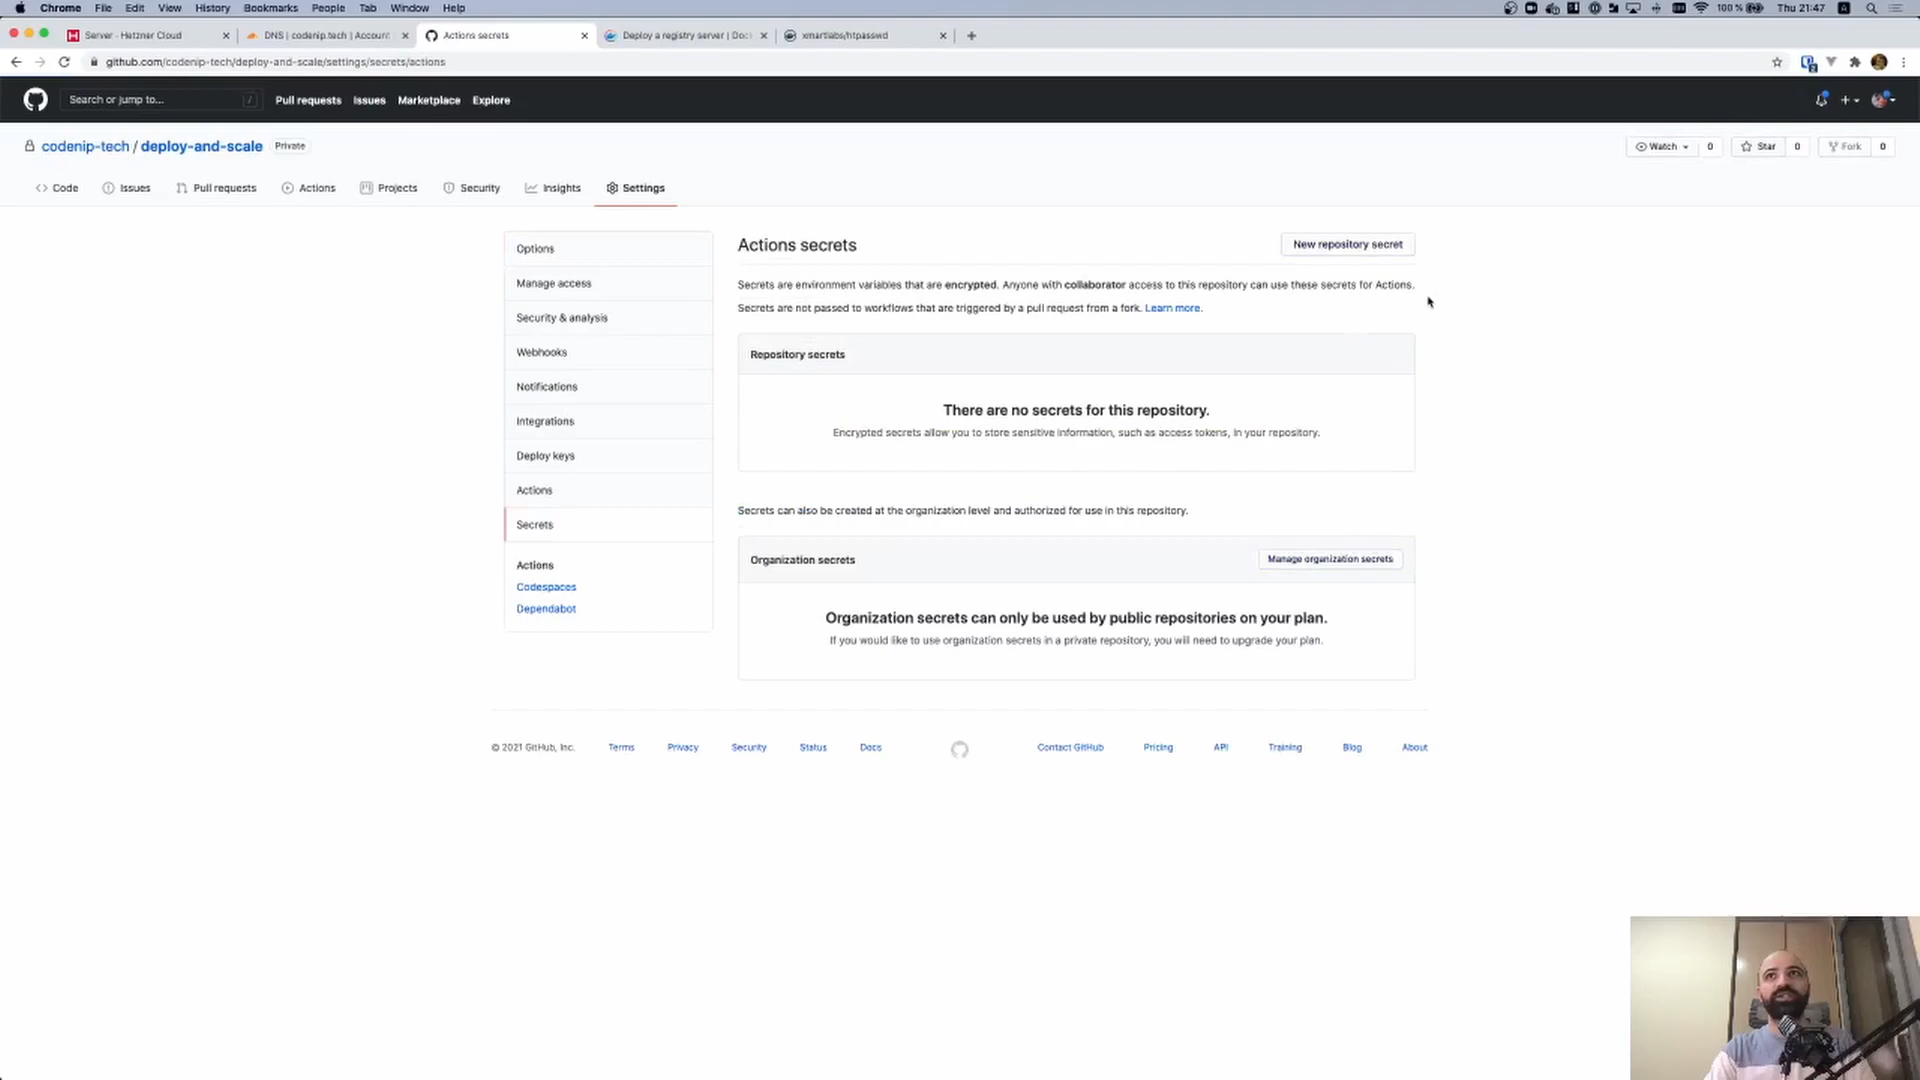 Chrome File Edit View History Bookmarks People Tab Window Help 100 % Thu 21:47
Server - Hetzner Cloud DNS | codenip.tech | Account Actions secrets Deploy a registry server | Doc xmartlabs/htpasswd
github.com/codenip-tech/deploy-and-scale/settings/secrets/actions
Search or jump to... / Pull requests Issues Marketplace Explore
codenip-tech / deploy-and-scale Private Watch 0 Star 0 Fork 0
Code Issues Pull requests Actions Projects Security Insights Settings
Options
Manage access
Security & analysis
Webhooks
Notifications
Integrations
Deploy keys
Actions
Secrets
Actions
Codespaces
Dependabot
Actions secrets New repository secret
Secrets are environment variables that are encrypted. Anyone with collaborator access to this repository can use these secrets for Actions.
Secrets are not passed to workflows that are triggered by a pull request from a fork. Learn more.
Repository secrets
There are no secrets for this repository.
Encrypted secrets allow you to store sensitive information, such as access tokens, in your repository.
Secrets can also be created at the organization level and authorized for use in this repository.
Organization secrets Manage organization secrets
Organization secrets can only be used by public repositories on your plan.
If you would like to use organization secrets in a private repository, you will need to upgrade your plan.
© 2021 GitHub, Inc. Terms Privacy Security Status Docs Contact GitHub Pricing API Training Blog About